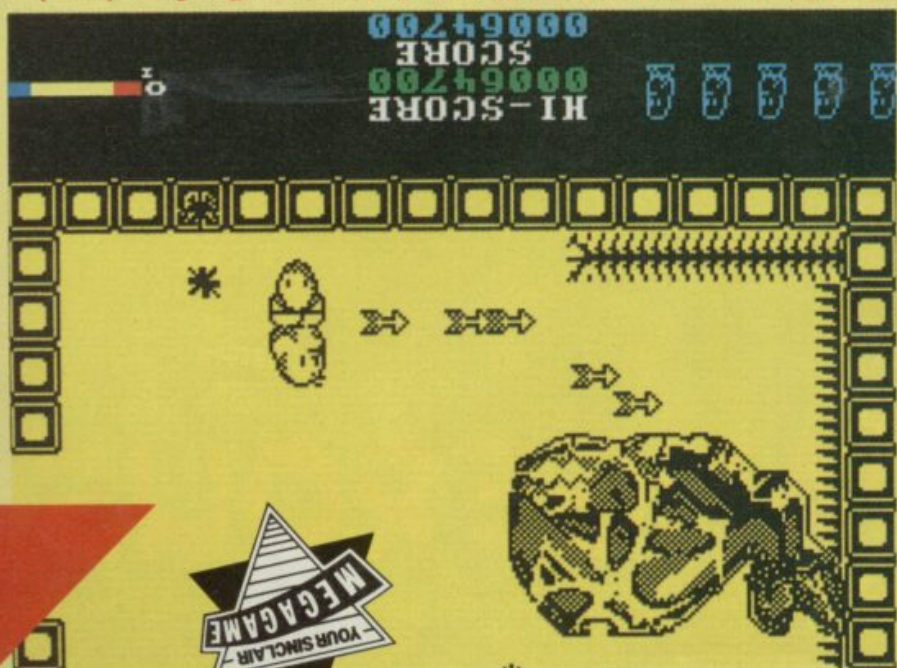 - YOUR SINCLAIR -
MEGAGAME
HI-SCORE
00064700
SCORE
00064700